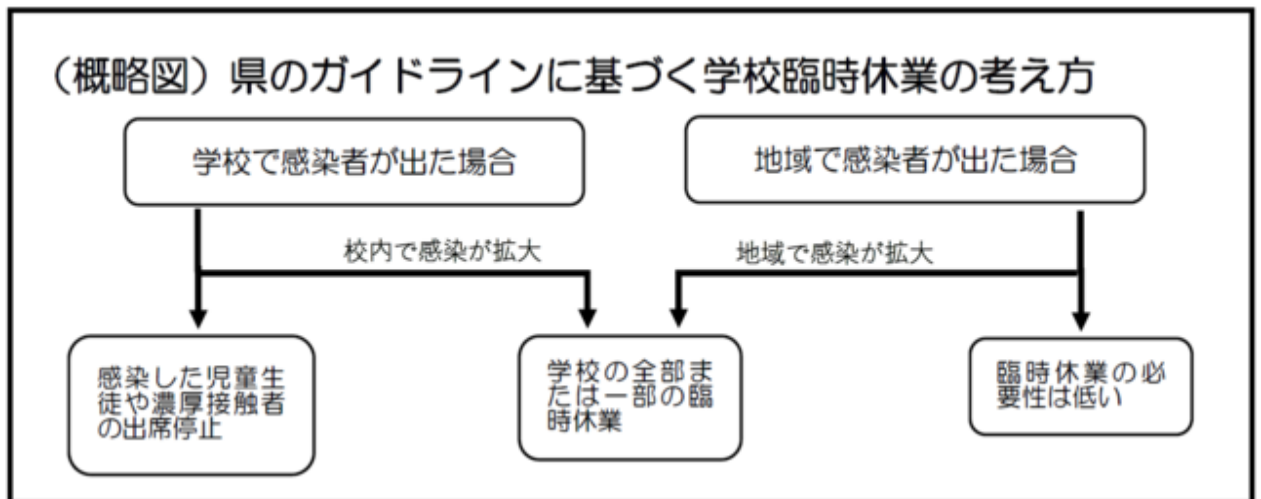 (概略図)県のガイドラインに基づく学校臨時休業の考え方
学校で感染者が出た場合
地域で感染者が出た場合
校内で感染が拡大
地域で感染が拡大
感染した児童生
徒や濃厚接触者
の出席停止
学校の全部ま
たは一部の臨
時休業
臨時休業の必
要性は低い